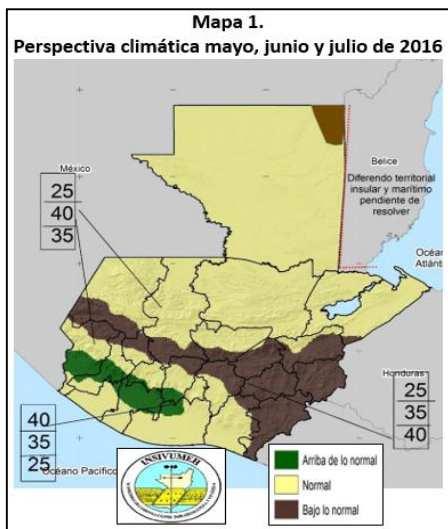 Mapa 1.
Perspectiva climática mayo, junio y julio de 2016
México
25
40
35
Belice
Diferendo territorial
insular y marítimo
pendiente de
resolver
Océa
Atlánti
Honduras
25
35
40
40
35
25
Océano Pacífico
INSIVUMEH
Arriba de lo normal
Normal
Bajo lo normal